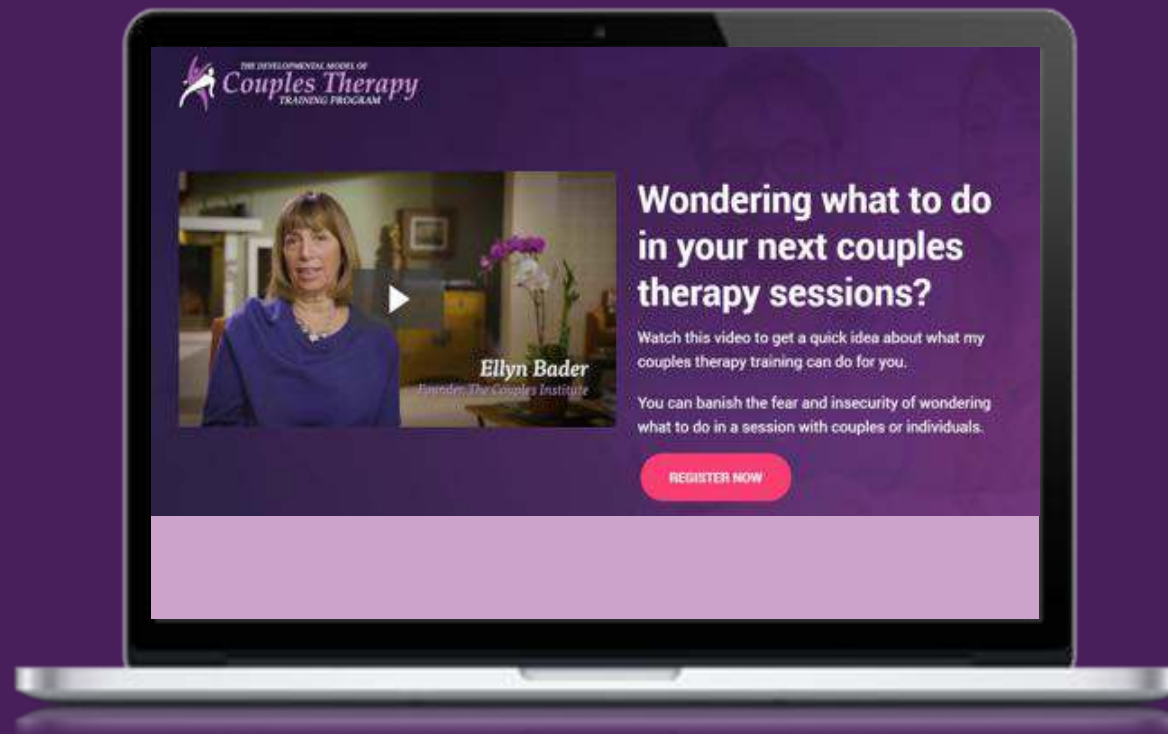 THE DEVELOPMENTAL MODEL OF
Couples Therapy
TRAINING PROGRAM
Ellyn Bader
Founder, The Couples Institute
Wondering what to do
in your next couples
therapy sessions?
Watch this video to get a quick idea about what my
couples therapy training can do for you.
You can banish the fear and insecurity of wondering
what to do in a session with couples or individuals.
REGISTER NOW